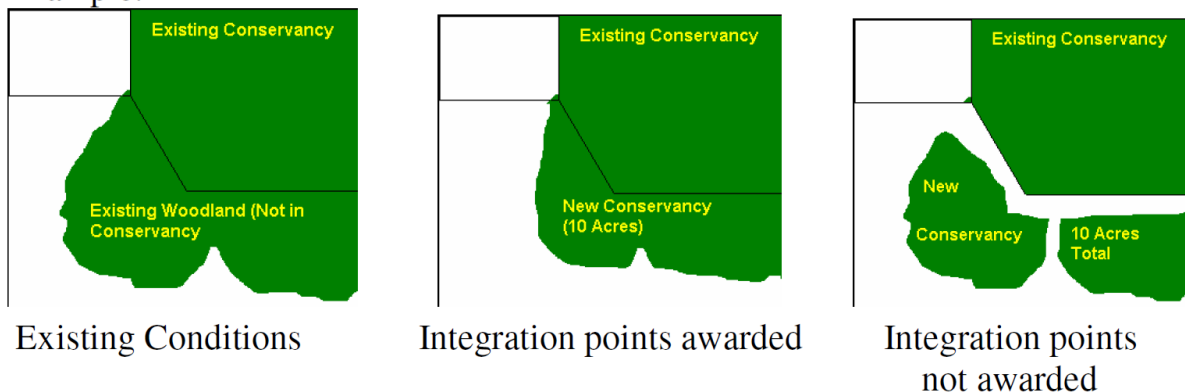 Existing Conservancy
Existing Woodland (Not in
Conservancy
Existing Conditions
Existing Conservancy
New Conservancy
(10 Acres)
Integration points awarded
Existing Conservancy
New
Conservancy
10 Acres
Total
Integration points
not awarded